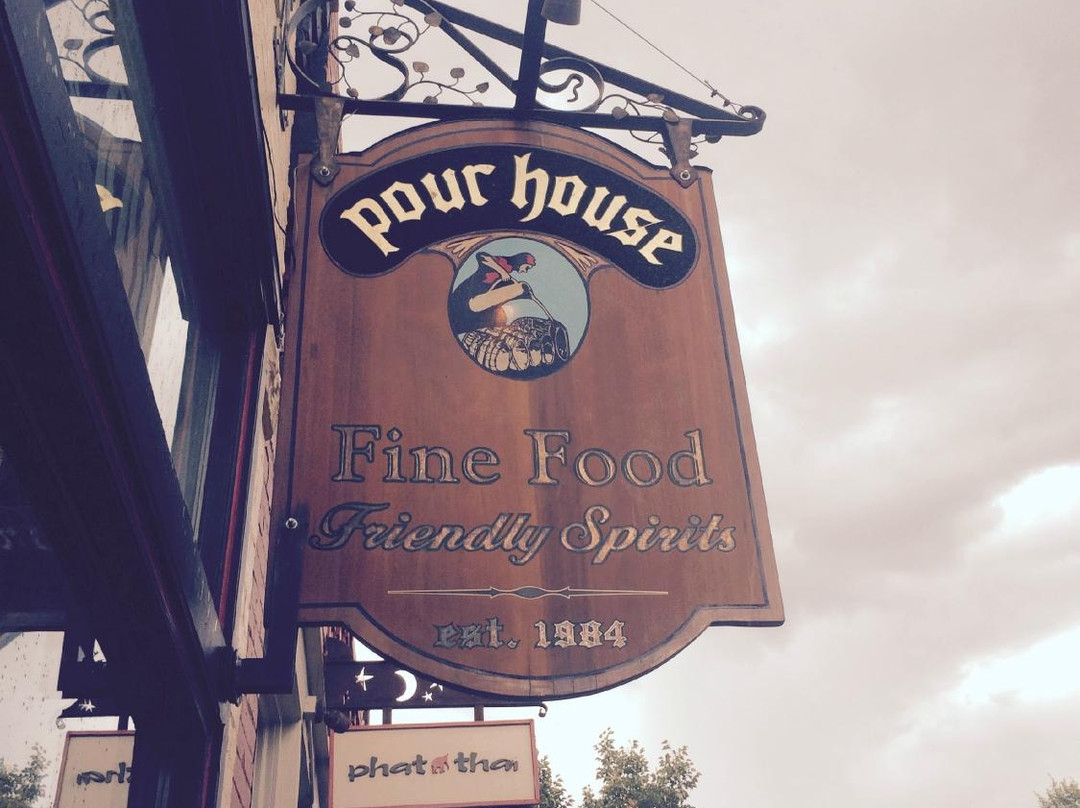 pour house
Fine Food
Friendly Spirits
est. 1984
phat thai